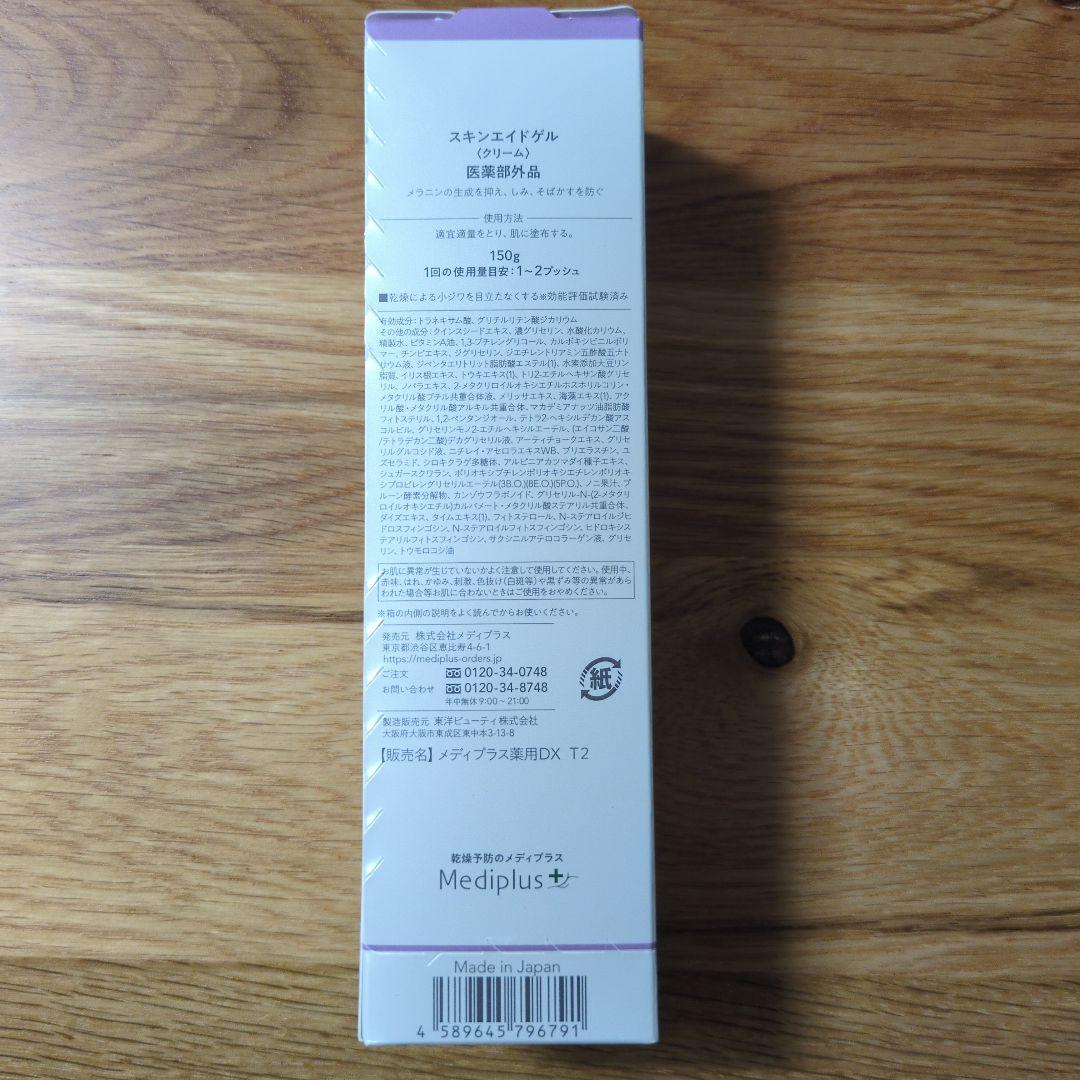 スキンエイドゲル
〈クリーム〉
医薬部外品
メラニンの生成を抑え、しみ、そばかすを防ぐ
使用方法
適宜適量をとり、肌に塗布する。
150g
1回の使用量目安：1〜2プッシュ
■乾燥による小ジワを目立たなくする※効能評価試験済み
有効成分：トラネキサム酸、グリチルリチン酸ジカリウム
その他の成分：クインスシードエキス、濃グリセリン、水酸化カリウム、
精製水、ビタミンA油、1,3-ブチレングリコール、カルボキシビニルポリ
マー、チンピエキス、ジグリセリン、ジエチレントリアミン五酢酸五ナト
リウム液、ジペンタエリトリット脂肪酸エステル(1)、水素添加大豆リン
脂質、イリス根エキス、トウキエキス(1)、トリ2-エチルヘキサン酸グリセ
リル、ノバラエキス、2-メタクリロイルオキシエチルホスホリルコリン・
メタクリル酸ブチル共重合体液、メリッサエキス、海藻エキス(1)、アク
リル酸・メタクリル酸アルキル共重合体、マカデミアナッツ油脂肪酸
フィトステリル、1,2-ペンタンジオール、テトラ2-ヘキシルデカン酸アス
コルビル、グリセリンモノ2-エチルヘキシルエーテル、(エイコサン二酸
/テトラデカン二酸)デカグリセリル液、アーティチョークエキス、グリセ
リルグルコシド液、ニチレイ・アセロラエキスWB、プリエラスチン、ユ
ズセラミド、シロキクラゲ多糖体、アルピニアカツマダイ種子エキス、
シュガースクワラン、ポリオキシブチレンポリオキシエチレンポリオキ
シプロピレングリセリルエーテル(3B.O.)(8E.O.)(5P.O.)、ノニ果汁、プ
ルーン酵素分解物、カンゾウフラボノイド、グリセリル-N-(2-メタクリ
ロイルオキシエチル)カルバメート・メタクリル酸ステアリル共重合体、
ダイズエキス、タイムエキス(1)、フィトステロール、N-ステアロイルジヒ
ドロスフィンゴシン、N-ステアロイルフィトスフィンゴシン、ヒドロキシス
テアリルフィトスフィンゴシン、サクシニルアテロコラーゲン液、グリセ
リン、トウモロコシ油
お肌に異常が生じていないかよく注意して使用してください。使用中、
赤味、はれ、かゆみ、刺激、色抜け(白斑等)や黒ずみ等の異常があら
われた場合等お肌に合わないときはご使用をおやめください。
※箱の内側の説明をよく読んでからお使いください。
発売元 株式会社メディプラス
東京都渋谷区恵比寿4-6-1
https://mediplus-orders.jp
ご注文 0120-34-0748
お問い合わせ 0120-34-8748
年中無休9:00〜21:00
紙
製造販売元 東洋ビューティ株式会社
大阪府大阪市東成区東中本3-13-8
【販売名】メディプラス薬用DX T2
乾燥予防のメディプラス
Mediplus+
Made in Japan
4 589645 796791